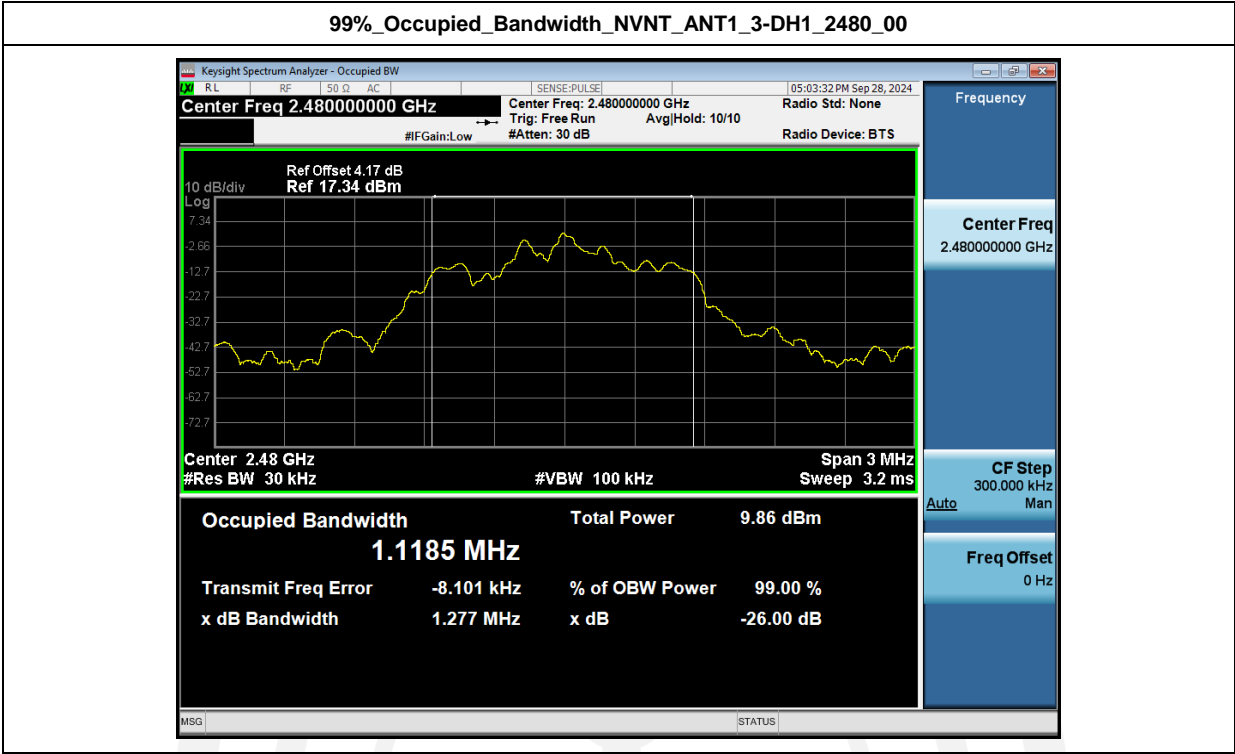 99%_Occupied_Bandwidth_NVNT_ANT1_3-DH1_2480_00
Keysight Spectrum Analyzer - Occupied BW
RL RF 50 Ω AC SENSE:PULSE 05:03:32 PM Sep 28, 2024
Center Freq 2.480000000 GHz
Center Freq: 2.480000000 GHz Radio Std: None
Trig: Free Run Avg|Hold: 10/10
#IFGain:Low #Atten: 30 dB Radio Device: BTS
Ref Offset 4.17 dB
10 dB/div Ref 17.34 dBm
Log
7.34
-2.66
-12.7
-22.7
-32.7
-42.7
-52.7
-62.7
-72.7
Center 2.48 GHz Span 3 MHz
#Res BW 30 kHz #VBW 100 kHz Sweep 3.2 ms
Occupied Bandwidth Total Power 9.86 dBm
1.1185 MHz
Transmit Freq Error -8.101 kHz % of OBW Power 99.00 %
x dB Bandwidth 1.277 MHz x dB -26.00 dB
MSG STATUS
Frequency
Center Freq
2.480000000 GHz
CF Step
300.000 kHz
Auto Man
Freq Offset
0 Hz